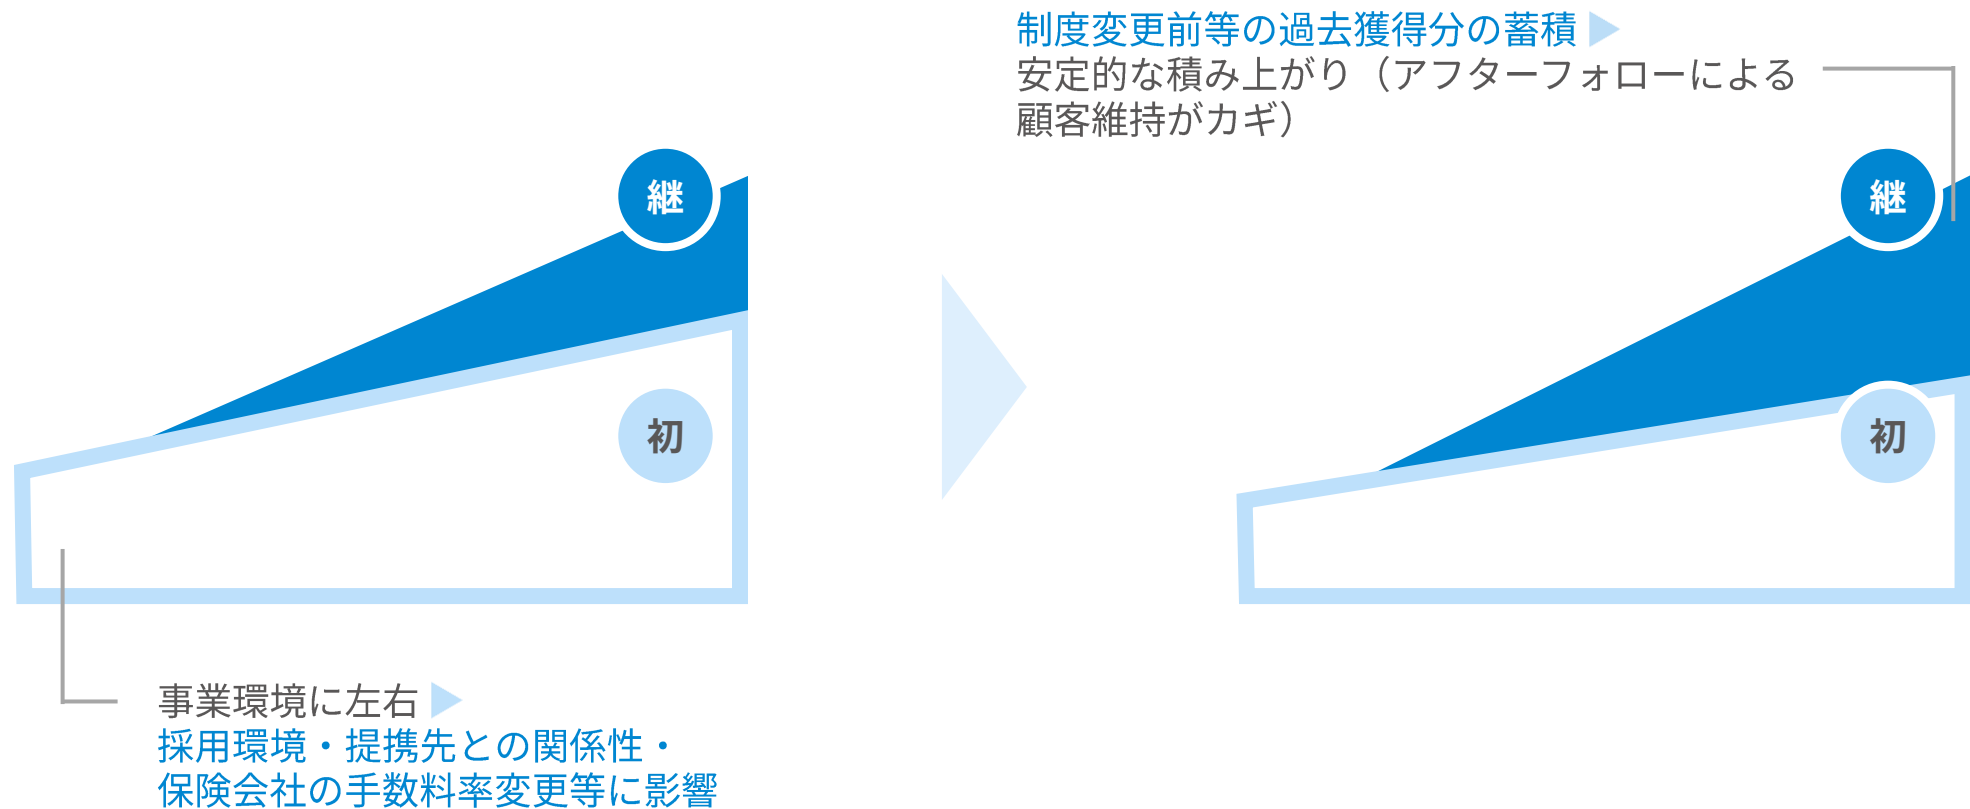 制度変更前等の過去獲得分の蓄積
安定的な積み上がり（アフターフォローによる
顧客維持がカギ）
継
初
継
初
事業環境に左右
採用環境・提携先との関係性・
保険会社の手数料率変更等に影響